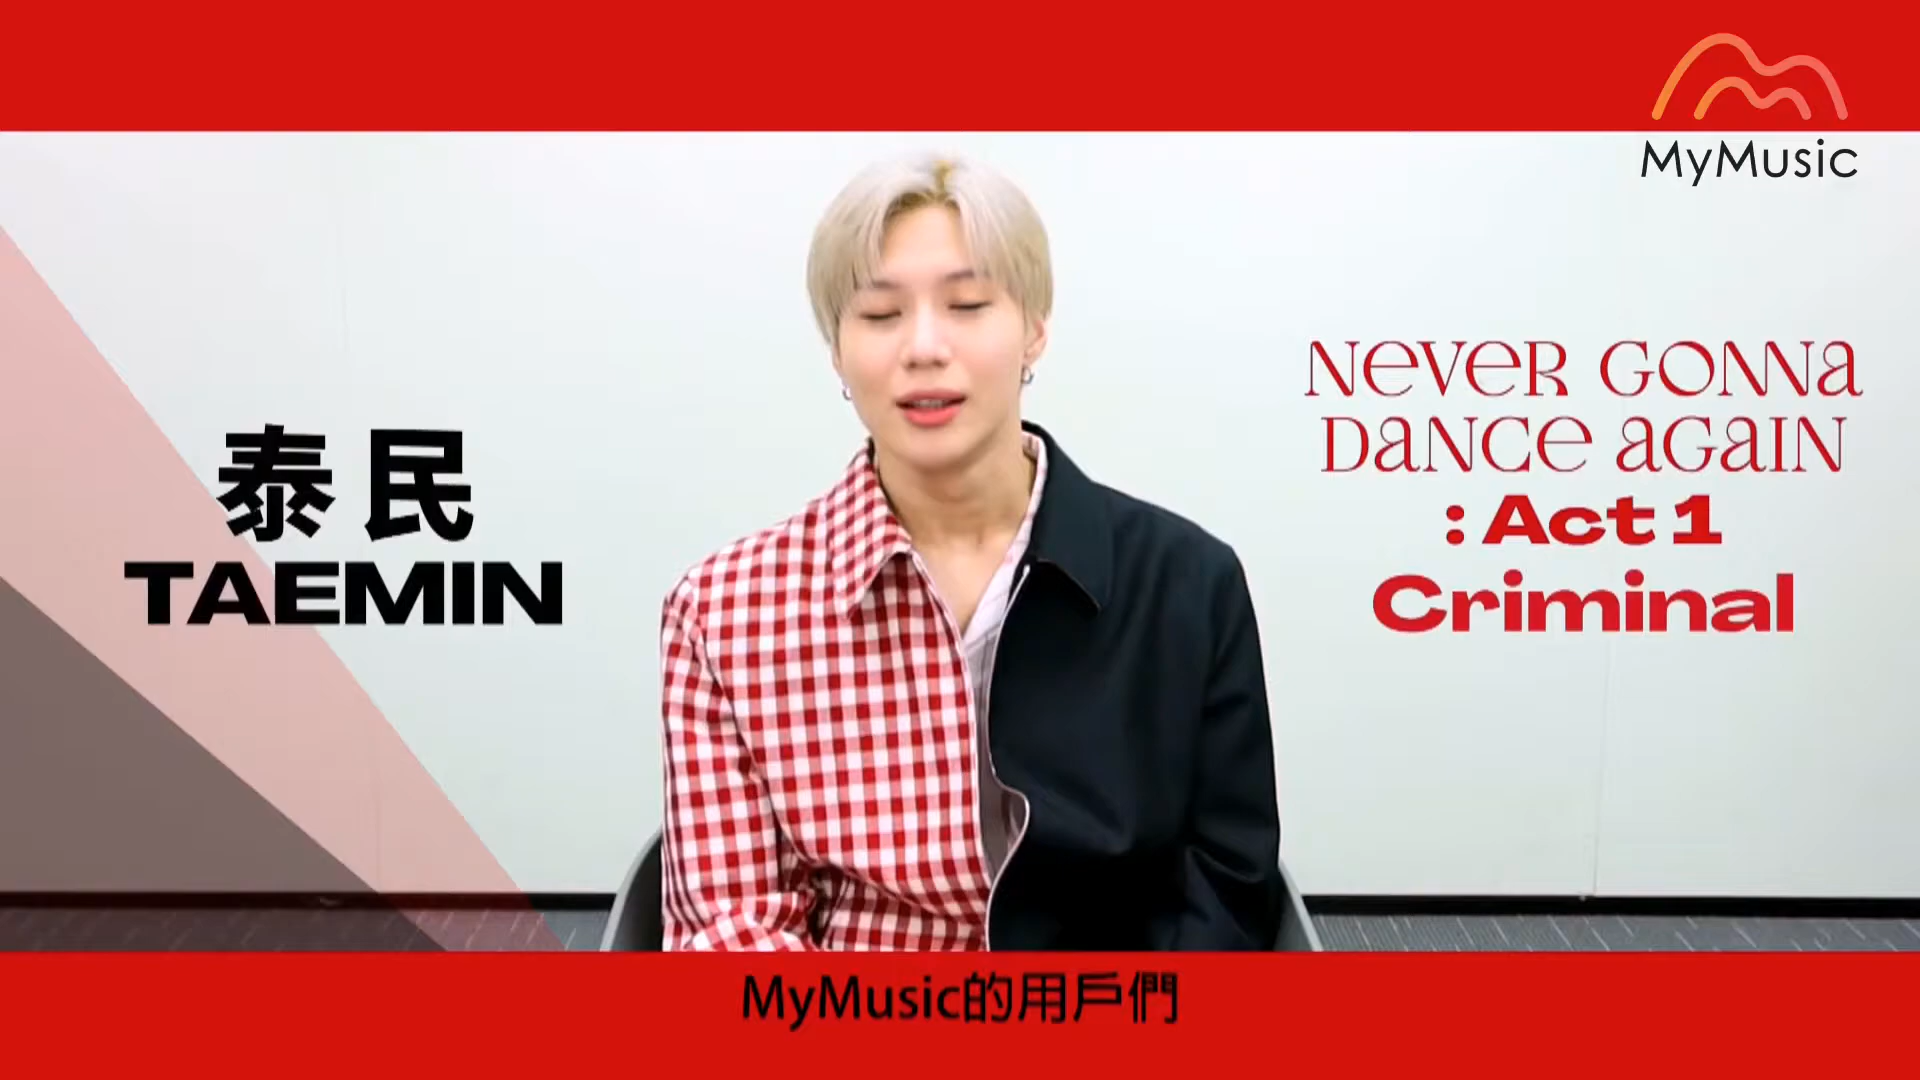 MyMusic
泰民
TAEMIN
Never Gonna
Dance Again
: Act 1
Criminal
MyMusic的用戶們